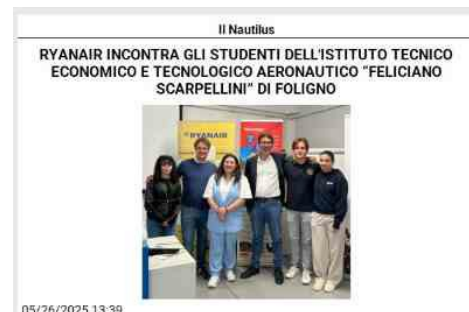 Il Nautilus
RYANAIR INCONTRA GLI STUDENTI DELL'ISTITUTO TECNICO
ECONOMICO E TECNOLOGICO AERONAUTICO "FELICIANO
SCARPELLINI" DI FOLIGNO
RYANAIR
05/26/2025 13:39